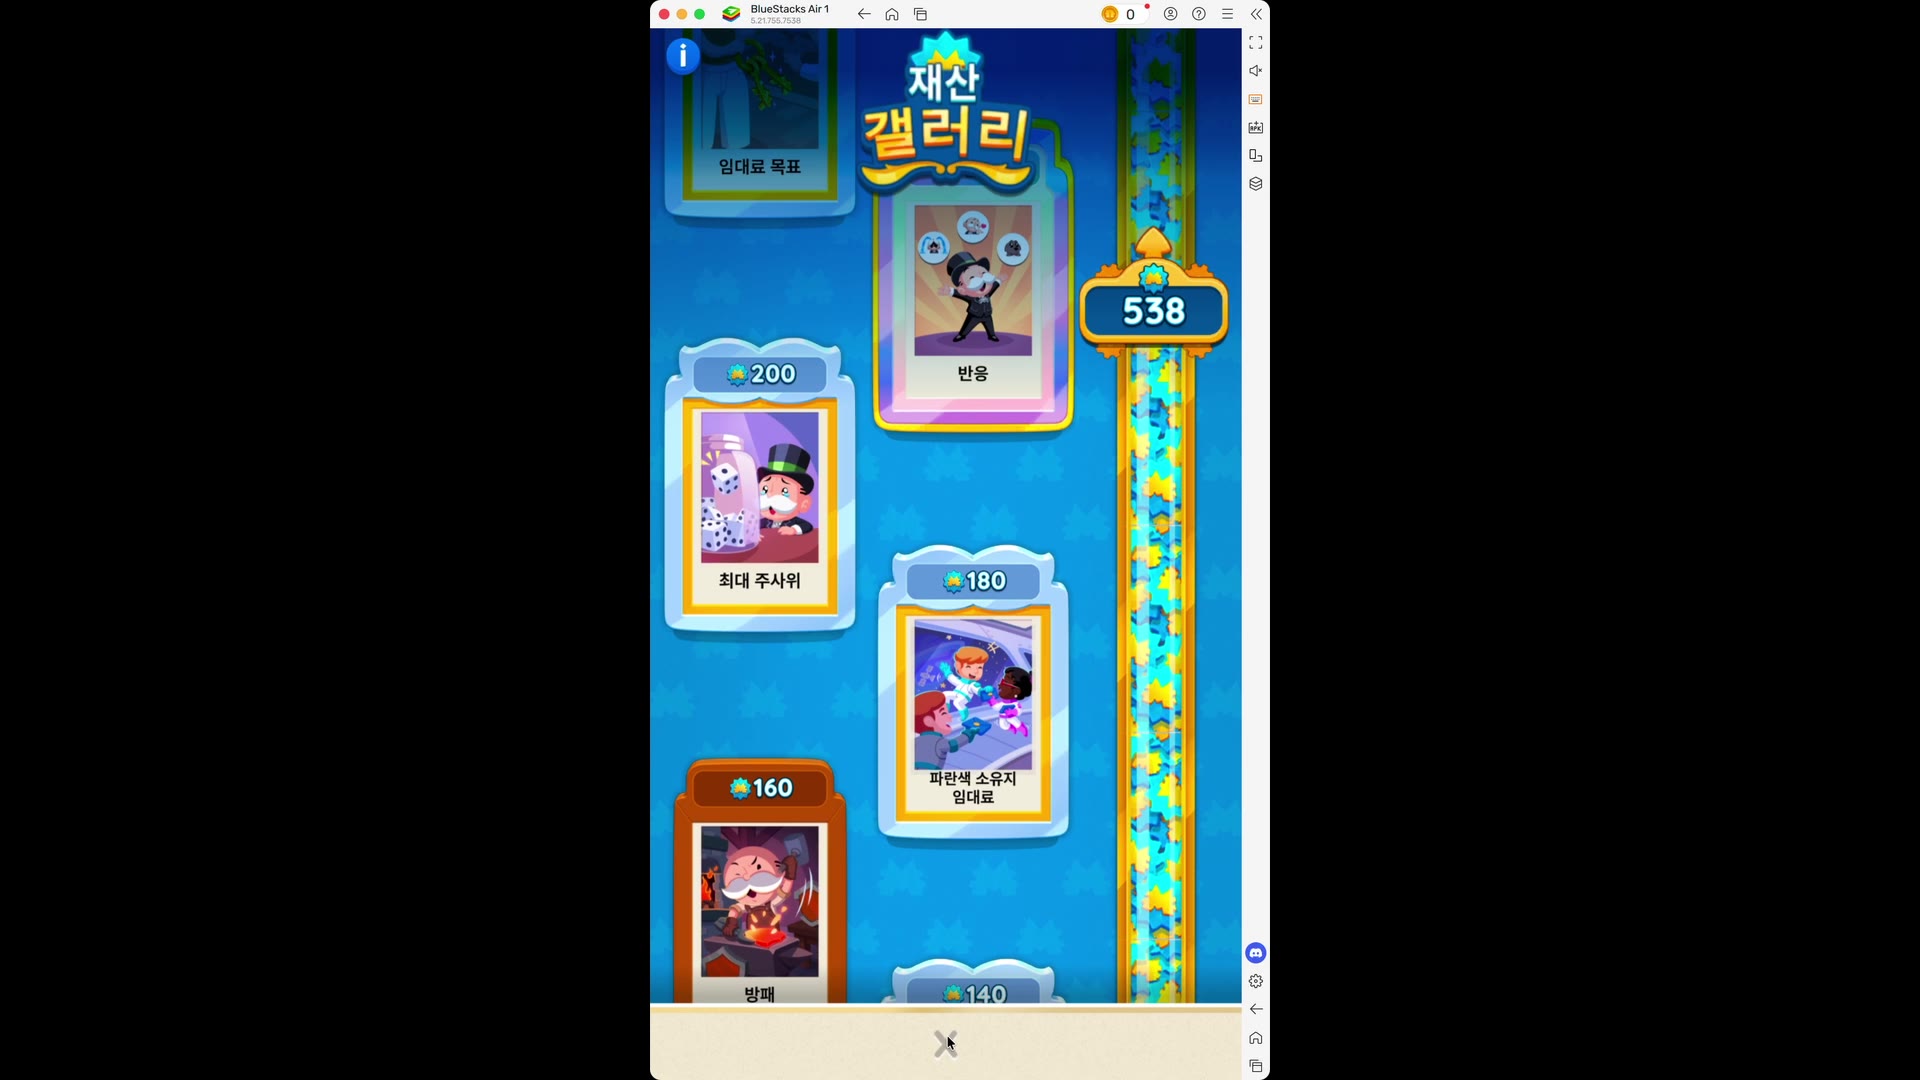 BlueStacks Air 1
5.21.755.7538
0
재산
갤러리
임대료 목표
반응
538
200
최대 주사위
180
파란색 소유지
임대료
160
방패
140